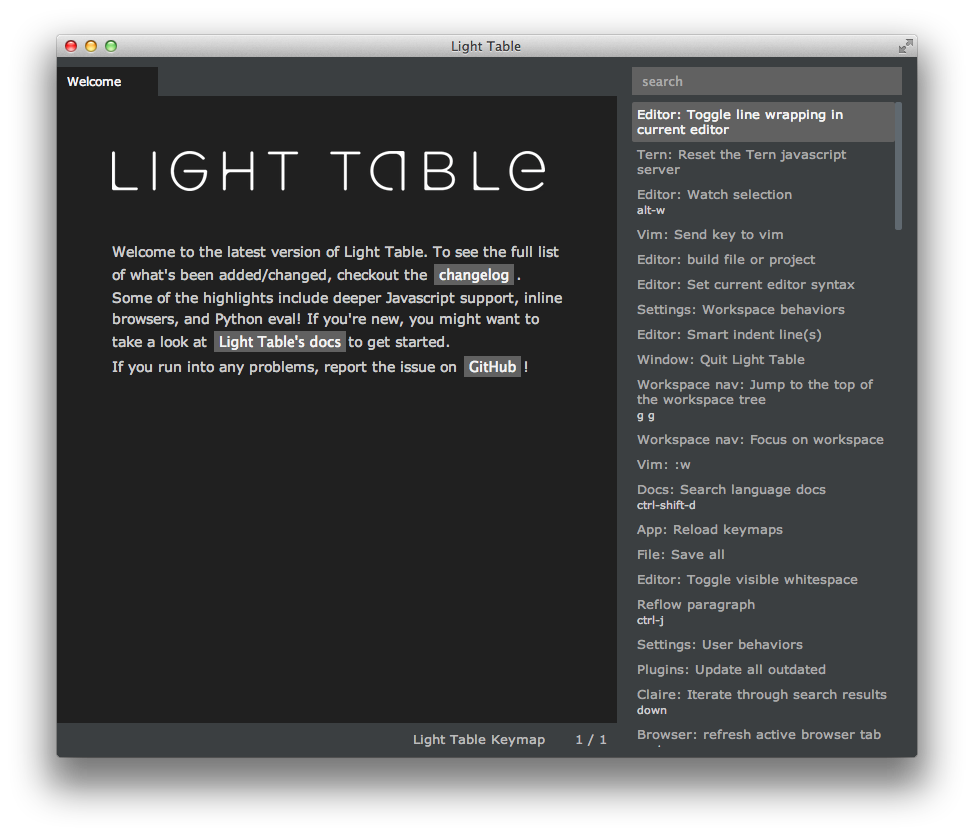 Light Table
Welcome
LIGHT TABLE
Welcome to the latest version of Light Table. To see the full list
of what's been added/changed, checkout the changelog .
Some of the highlights include deeper Javascript support, inline
browsers, and Python eval! If you're new, you might want to
take a look at Light Table's docs to get started.
If you run into any problems, report the issue on GitHub !
Light Table Keymap 1 / 1
search
Editor: Toggle line wrapping in
current editor
Tern: Reset the Tern javascript
server
Editor: Watch selection
alt-w
Vim: Send key to vim
Editor: build file or project
Editor: Set current editor syntax
Settings: Workspace behaviors
Editor: Smart indent line(s)
Window: Quit Light Table
Workspace nav: Jump to the top of
the workspace tree
g g
Workspace nav: Focus on workspace
Vim: :w
Docs: Search language docs
ctrl-shift-d
App: Reload keymaps
File: Save all
Editor: Toggle visible whitespace
Reflow paragraph
ctrl-j
Settings: User behaviors
Plugins: Update all outdated
Claire: Iterate through search results
down
Browser: refresh active browser tab